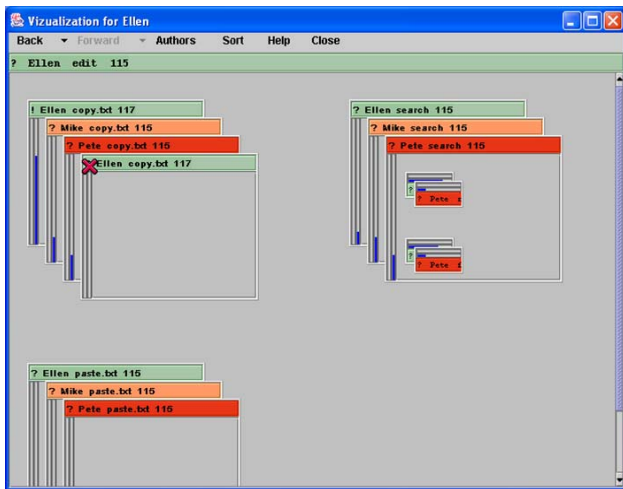 Vizualization for Ellen
Back Forward Authors Sort Help Close
? Ellen edit 115
! Ellen copy.txt 117
? Mike copy.txt 115
? Pete copy.txt 115
Ellen copy.txt 117
? Ellen search 115
? Mike search 115
? Pete search 115
?
? Pete
?
? Pete
? Ellen paste.txt 115
? Mike paste.txt 115
? Pete paste.txt 115